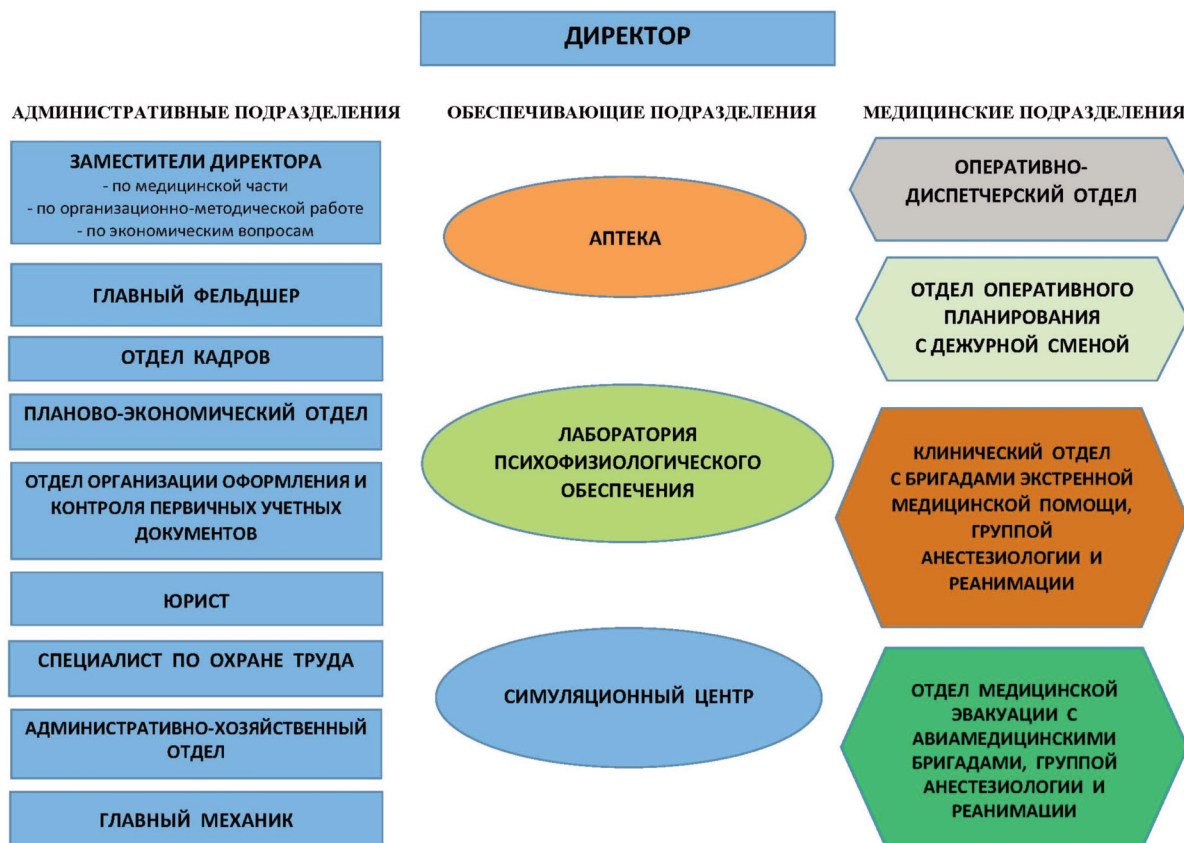 ДИРЕКТОР
АДМИНИСТРАТИВНЫЕ ПОДРАЗДЕЛЕНИЯ
ЗАМЕСТИТЕЛИ ДИРЕКТОРА
- по медицинской части
- по организационно-методической работе
- по экономическим вопросам
ГЛАВНЫЙ ФЕЛЬДШЕР
ОТДЕЛ КАДРОВ
ПЛАНОВО-ЭКОНОМИЧЕСКИЙ ОТДЕЛ
ОТДЕЛ ОРГАНИЗАЦИИ ОФОРМЛЕНИЯ И
КОНТРОЛЯ ПЕРВИЧНЫХ УЧЕТНЫХ
ДОКУМЕНТОВ
ЮРИСТ
СПЕЦИАЛИСТ ПО ОХРАНЕ ТРУДА
АДМИНИСТРАТИВНО-ХОЗЯЙСТВЕННЫЙ
ОТДЕЛ
ГЛАВНЫЙ МЕХАНИК
ОБЕСПЕЧИВАЮЩИЕ ПОДРАЗДЕЛЕНИЯ
АПТЕКА
ЛАБОРАТОРИЯ
ПСИХОФИЗИОЛОГИЧЕСКОГО
ОБЕСПЕЧЕНИЯ
СИМУЛЯЦИОННЫЙ ЦЕНТР
МЕДИЦИНСКИЕ ПОДРАЗДЕЛЕНИЯ
ОПЕРАТИВНО-
ДИСПЕТЧЕРСКИЙ ОТДЕЛ
ОТДЕЛ ОПЕРАТИВНОГО
ПЛАНИРОВАНИЯ
С ДЕЖУРНОЙ СМЕНОЙ
КЛИНИЧЕСКИЙ ОТДЕЛ
С БРИГАДАМИ ЭКСТРЕННОЙ
МЕДИЦИНСКОЙ ПОМОЩИ,
ГРУППОЙ
АНЕСТЕЗИОЛОГИИ И
РЕАНИМАЦИИ
ОТДЕЛ МЕДИЦИНСКОЙ
ЭВАКУАЦИИ С
АВИАМЕДИЦИНСКИМИ
БРИГАДАМИ, ГРУППОЙ
АНЕСТЕЗИОЛОГИИ И
РЕАНИМАЦИИ